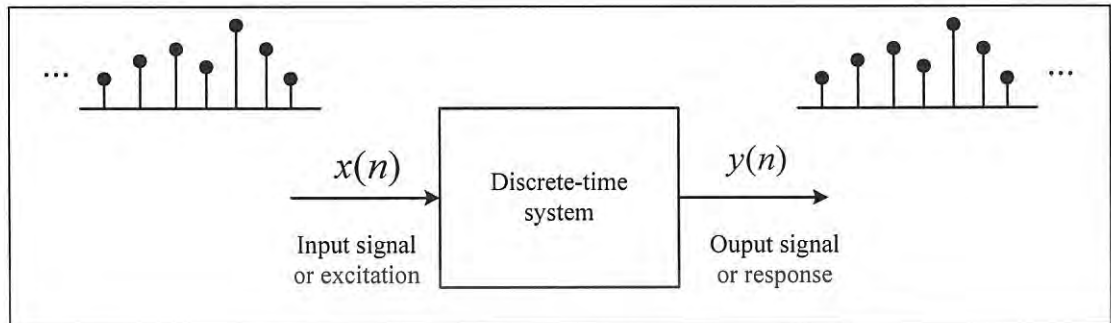 ...
...
x(n)
Discrete-time
system
y(n)
Input signal
or excitation
Ouput signal
or response